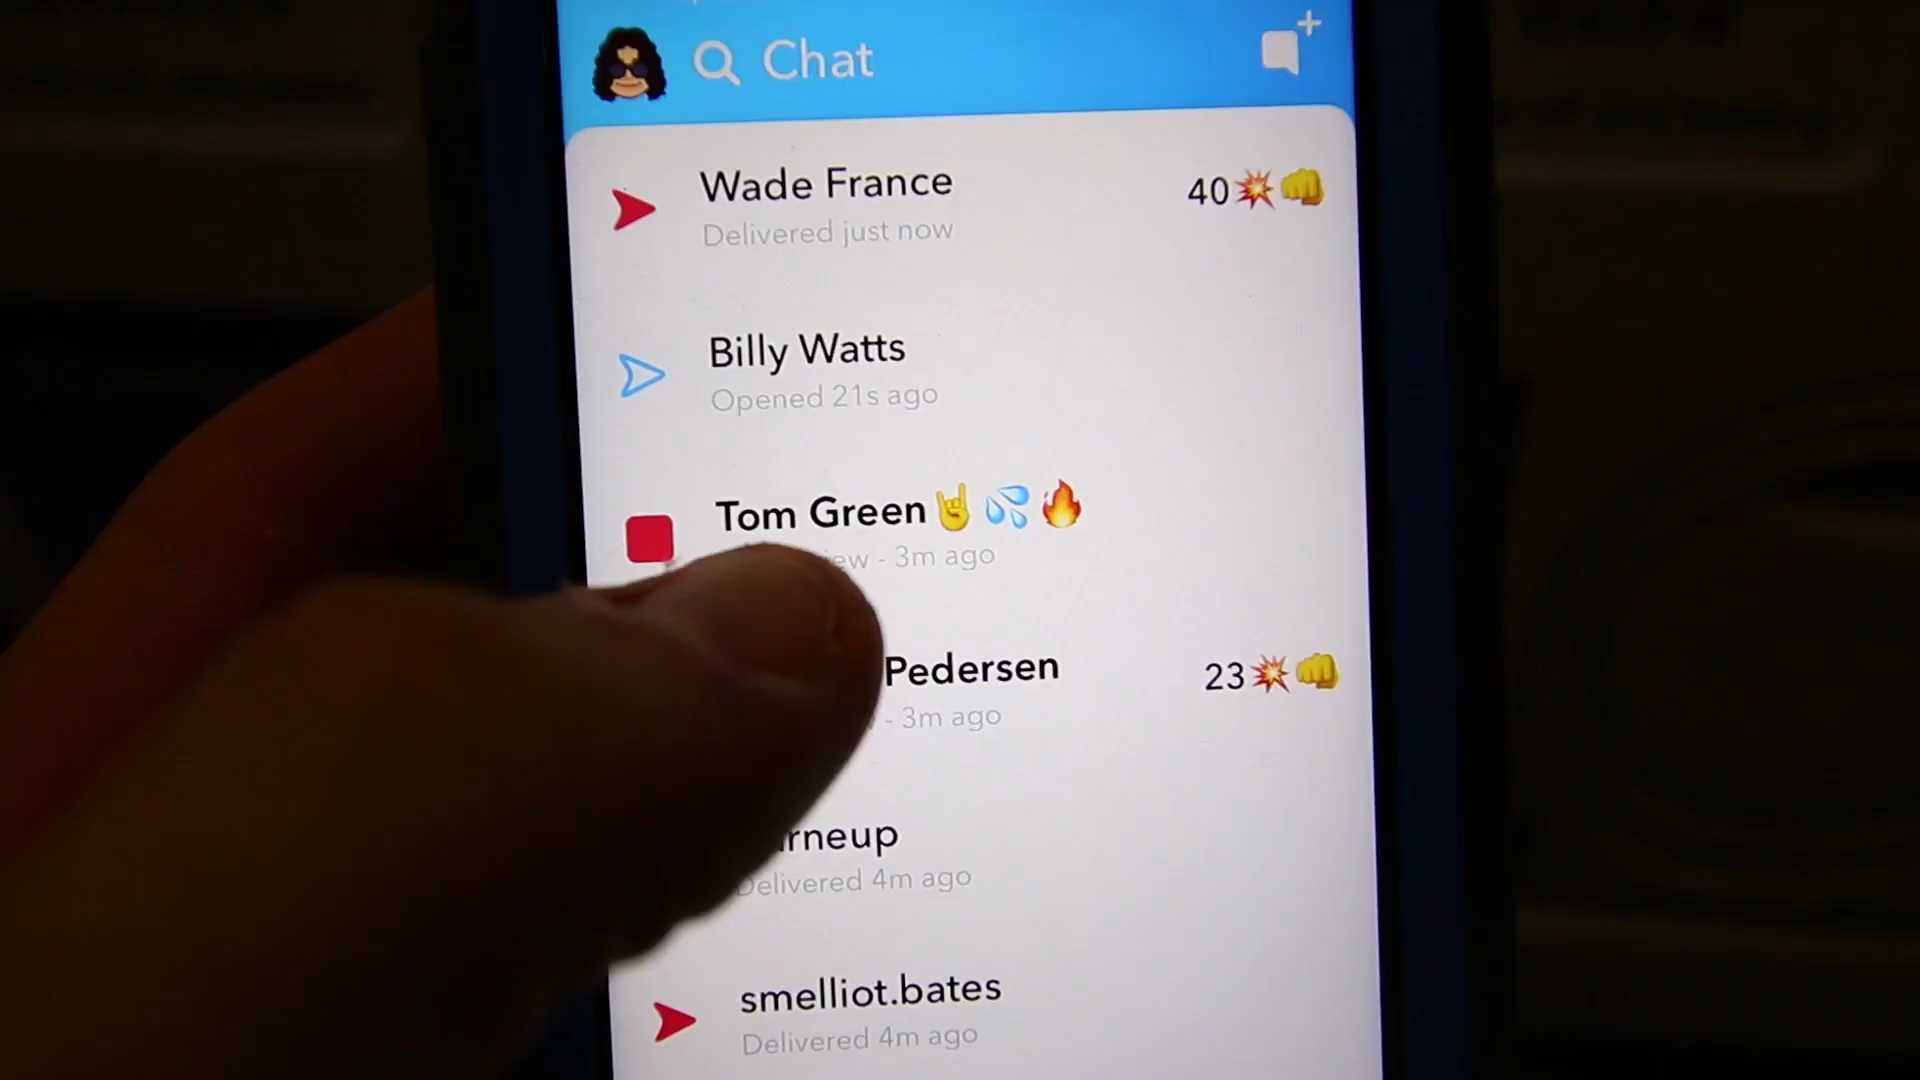 Chat
Wade France
40💥👊
Delivered just now
Billy Watts
Opened 21s ago
Tom Green🤘💦🔥
- 3m ago
Pedersen
23💥👊
- 3m ago
Delivered 4m ago
smelliot.bates
Delivered 4m ago